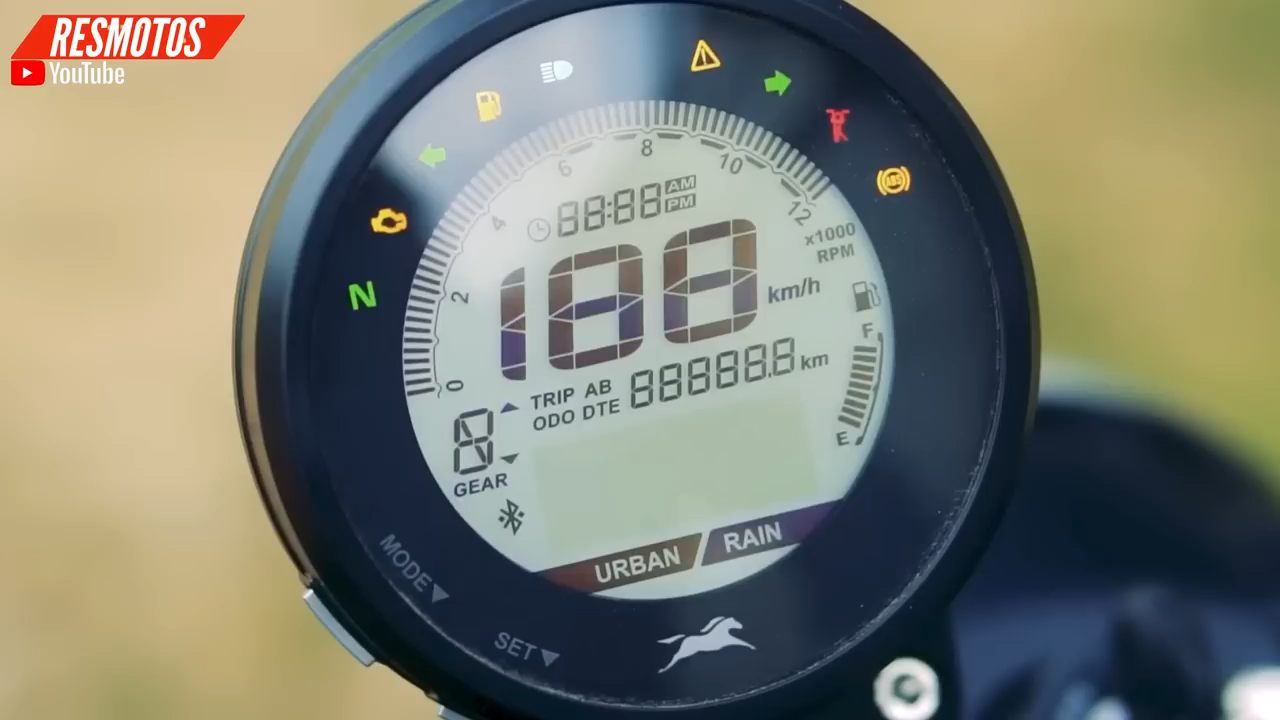 RESMOTOS
YouTube
N
ABS
0 2 4 6 8 10 12
x1000
RPM
88:88 AM
PM
188 km/h
TRIP AB
ODO DTE
88888.8 km
F
E
8
GEAR
URBAN
RAIN
MODE
SET